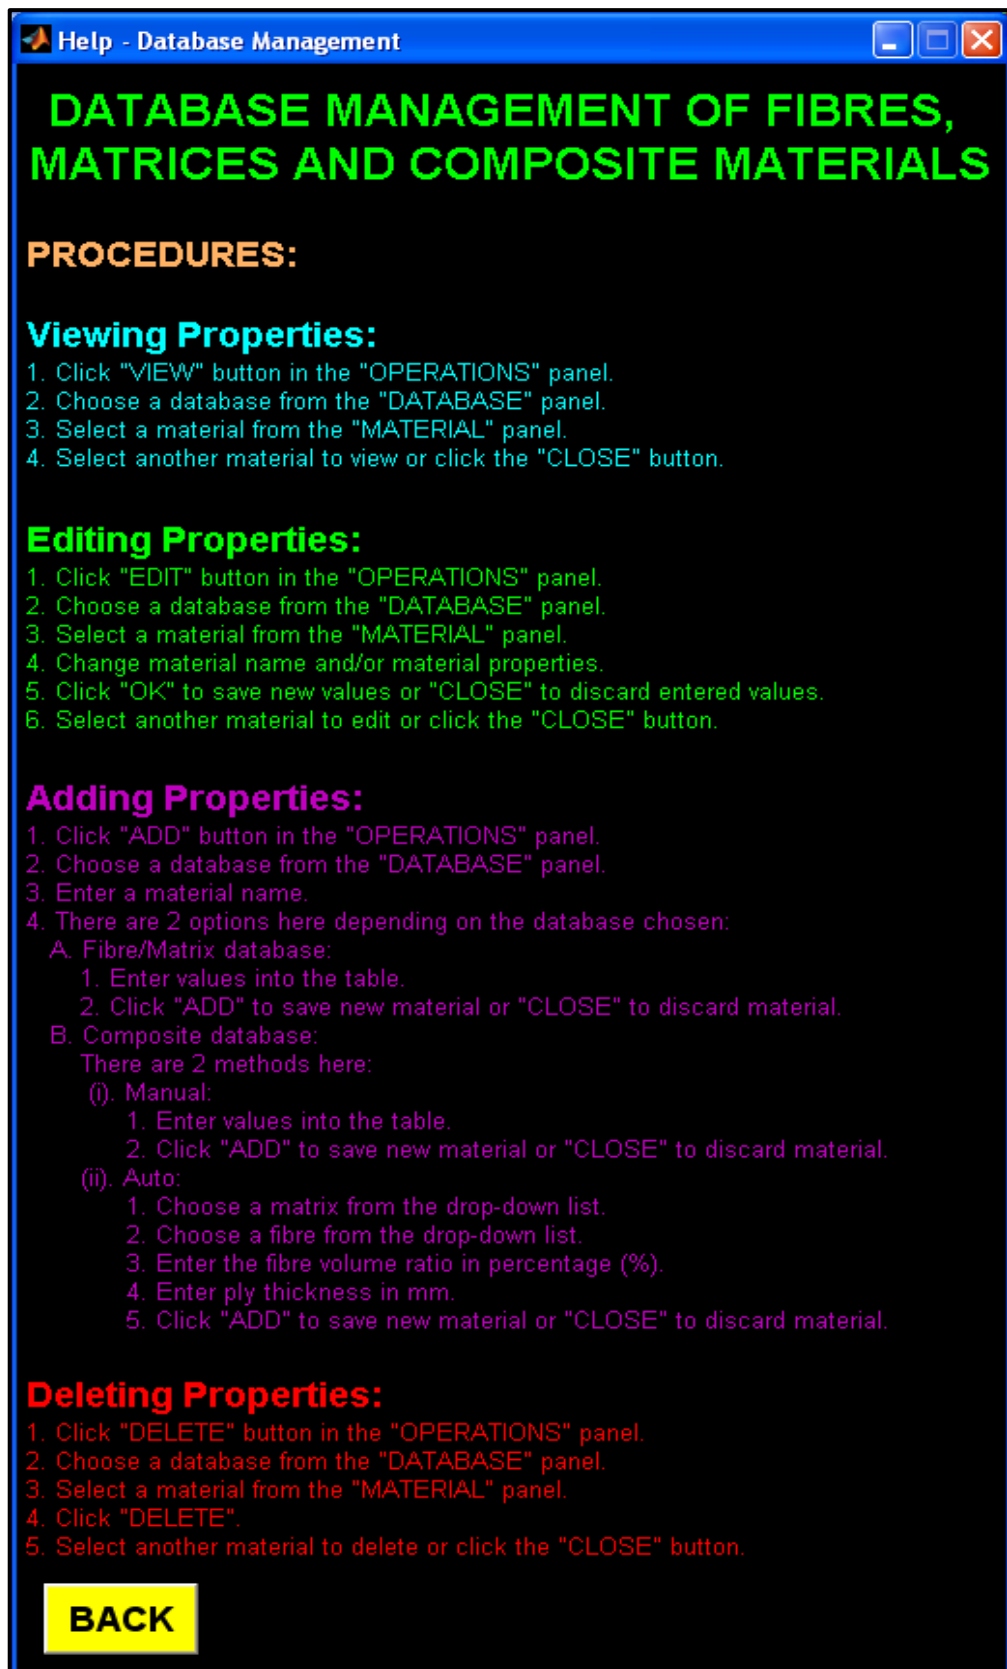 Help - Database Management
DATABASE MANAGEMENT OF FIBRES,
MATRICES AND COMPOSITE MATERIALS
PROCEDURES:
Viewing Properties:
1. Click "VIEW" button in the "OPERATIONS" panel.
2. Choose a database from the "DATABASE" panel.
3. Select a material from the "MATERIAL" panel.
4. Select another material to view or click the "CLOSE" button.
Editing Properties:
1. Click "EDIT" button in the "OPERATIONS" panel.
2. Choose a database from the "DATABASE" panel.
3. Select a material from the "MATERIAL" panel.
4. Change material name and/or material properties.
5. Click "OK" to save new values or "CLOSE" to discard entered values.
6. Select another material to edit or click the "CLOSE" button.
Adding Properties:
1. Click "ADD" button in the "OPERATIONS" panel.
2. Choose a database from the "DATABASE" panel.
3. Enter a material name.
4. There are 2 options here depending on the database chosen:
A. Fibre/Matrix database:
1. Enter values into the table.
2. Click "ADD" to save new material or "CLOSE" to discard material.
B. Composite database:
There are 2 methods here:
(i). Manual:
1. Enter values into the table.
2. Click "ADD" to save new material or "CLOSE" to discard material.
(ii). Auto:
1. Choose a matrix from the drop-down list.
2. Choose a fibre from the drop-down list.
3. Enter the fibre volume ratio in percentage (%).
4. Enter ply thickness in mm.
5. Click "ADD" to save new material or "CLOSE" to discard material.
Deleting Properties:
1. Click "DELETE" button in the "OPERATIONS" panel.
2. Choose a database from the "DATABASE" panel.
3. Select a material from the "MATERIAL" panel.
4. Click "DELETE".
5. Select another material to delete or click the "CLOSE" button.
BACK